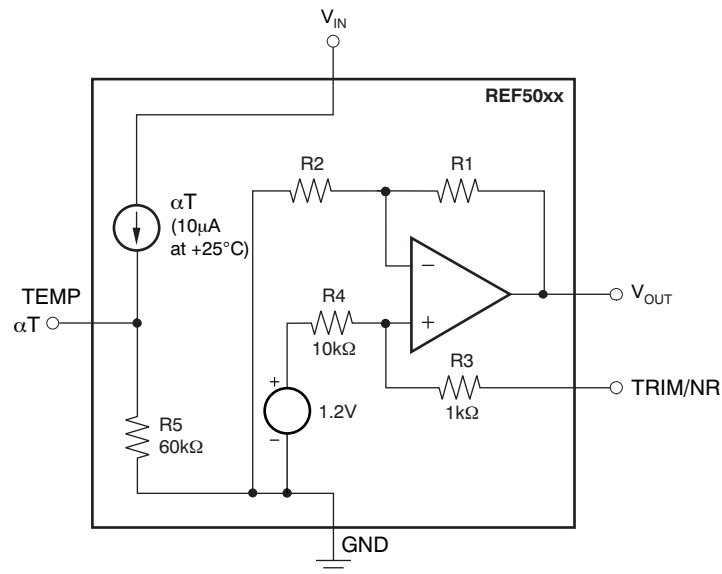 V_IN
REF50xx
R2
R1
αT
(10µA
at +25°C)
−
V_OUT
TEMP
αT
R4
+
10kΩ
R3
1kΩ
TRIM/NR
+
1.2V
−
R5
60kΩ
GND